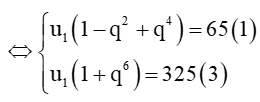 ⇔ { u₁(1−q²+q⁴)=65(1)
u₁(1+q⁶)=325(3)